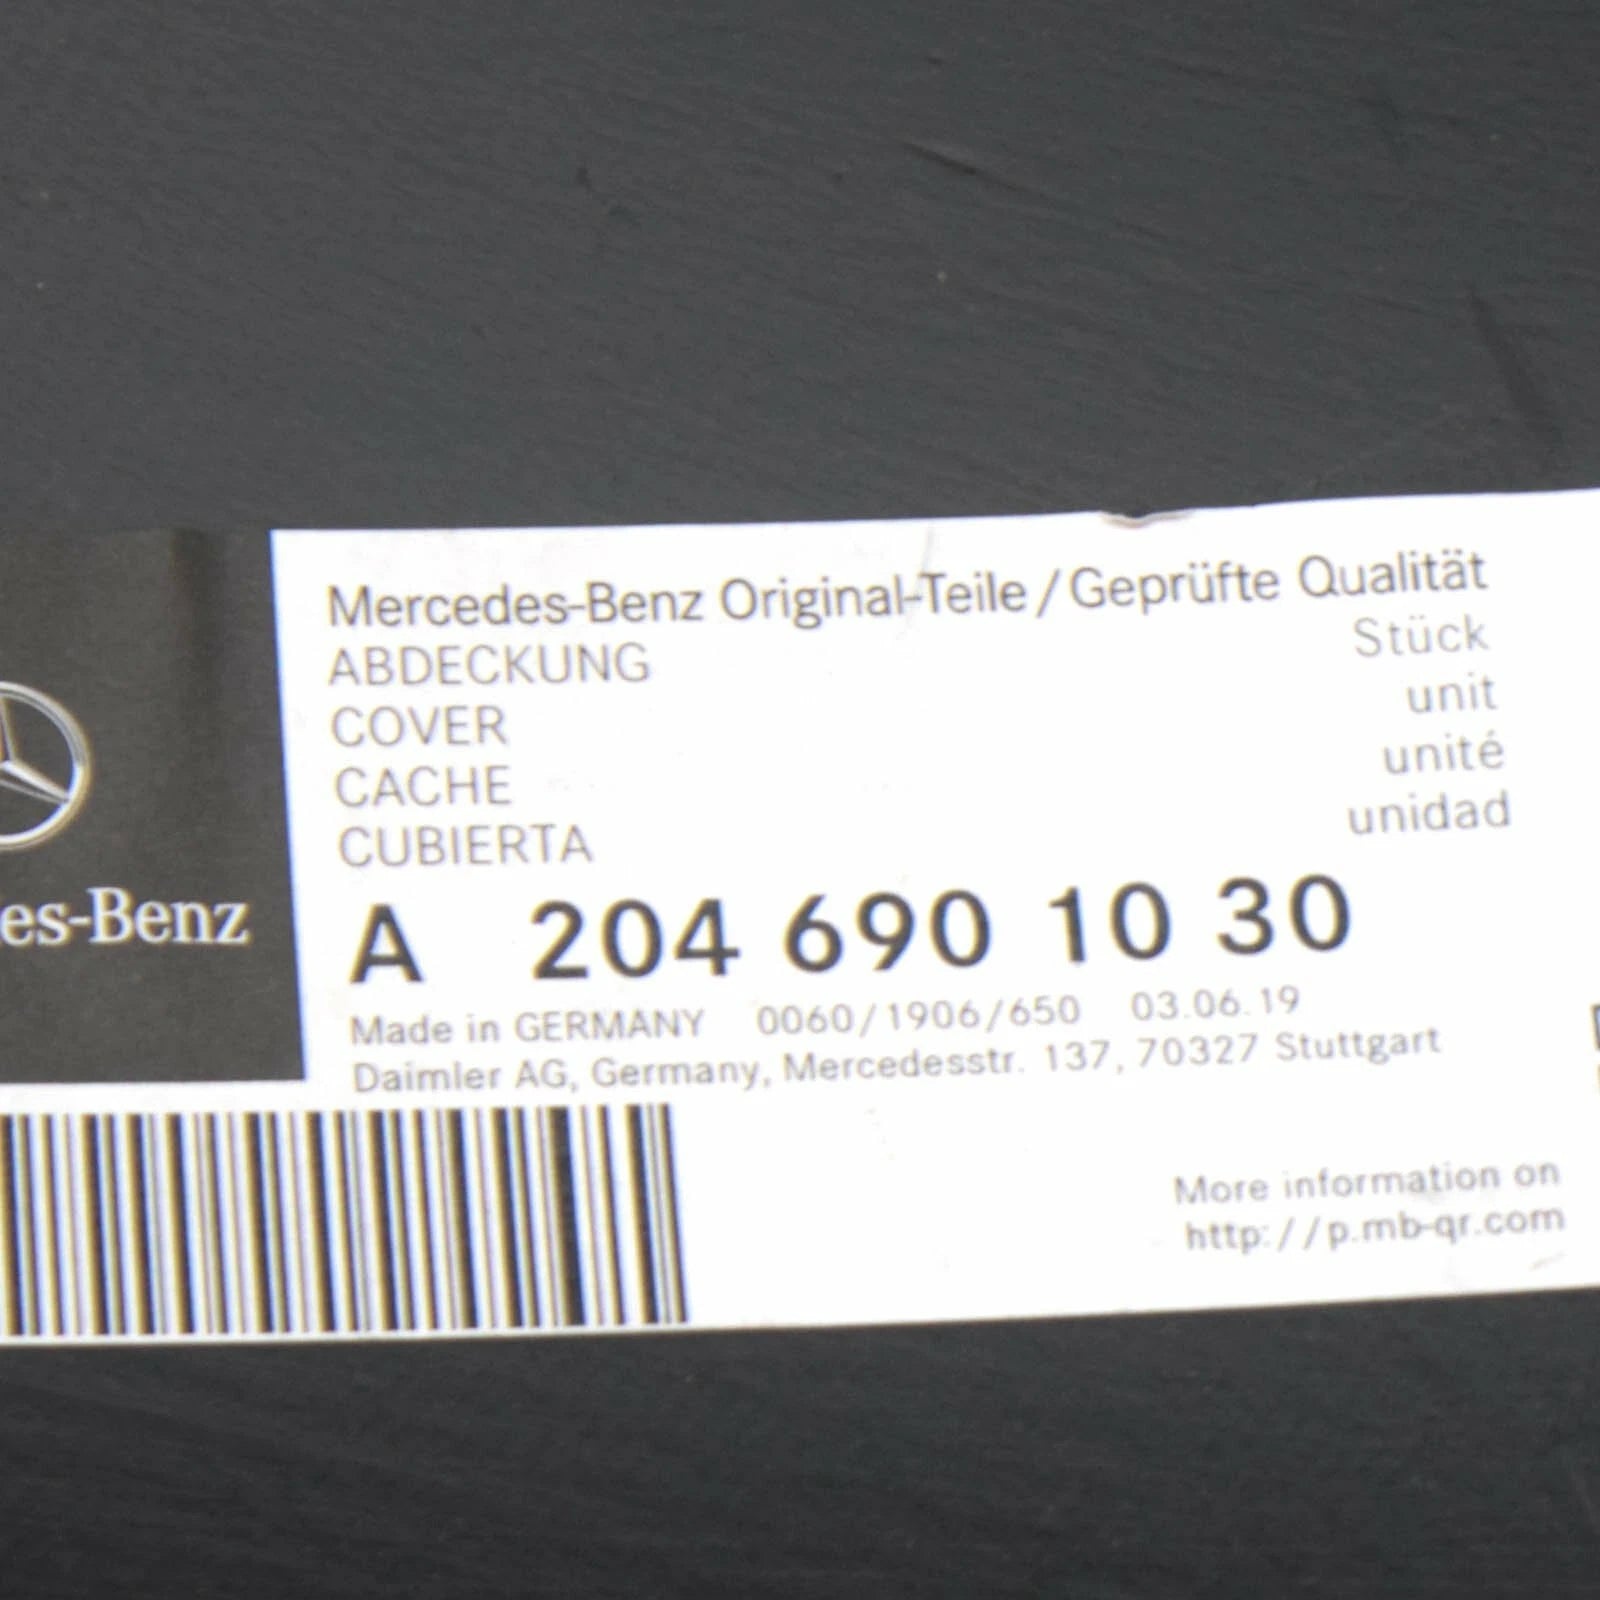 Mercedes-Benz Original-Teile/Geprüfte Qualität
ABDECKUNG Stück
COVER unit
CACHE unité
CUBIERTA unidad
es-Benz
A 204 690 10 30
Made in GERMANY 0060/1906/650 03.06.19
Daimler AG, Germany, Mercedesstr. 137, 70327 Stuttgart
More information on
http://p.mb-qr.com